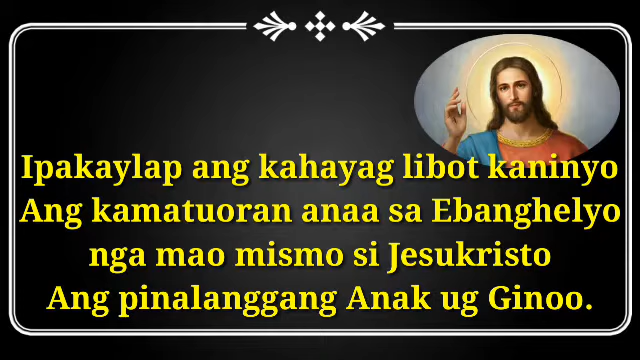 Ipakaylap ang kahayag libot kaninyo
Ang kamatuoran anaa sa Ebanghelyo
nga mao mismo si Jesukristo
Ang pinalanggang Anak ug Ginoo.